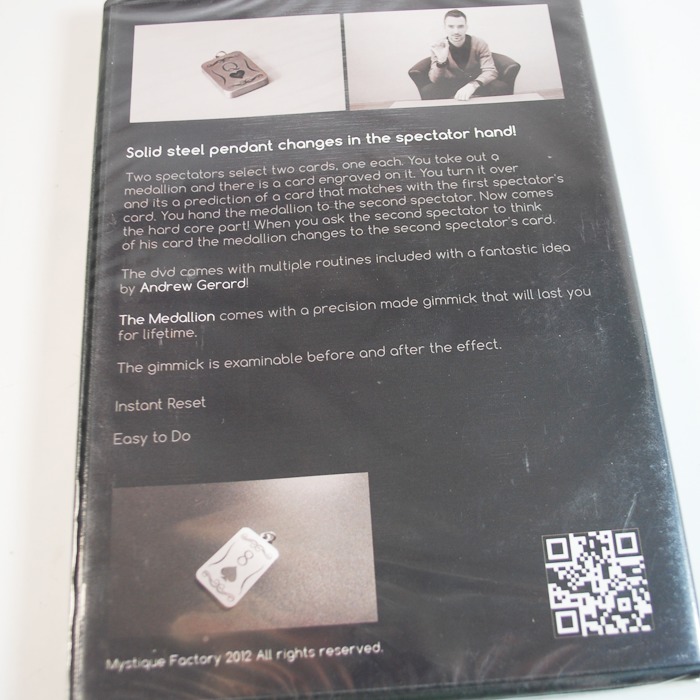 8
Solid steel pendant changes in the spectator hand!
Two spectators select two cards, one each. You take out a
medallion and there is a card engraved on it. You turn it over
and its a prediction of a card that matches with the first spectator's
card. You hand the medallion to the second spectator. Now comes
the hard core part! When you ask the second spectator to think
of his card the medallion changes to the second spectator's card.
The dvd comes with multiple routines included with a fantastic idea
by Andrew Gerard!
The Medallion comes with a precision made gimmick that will last you
for lifetime.
The gimmick is examinable before and after the effect.
Instant Reset
Easy to Do
8
Mystique Factory 2012 All rights reserved.